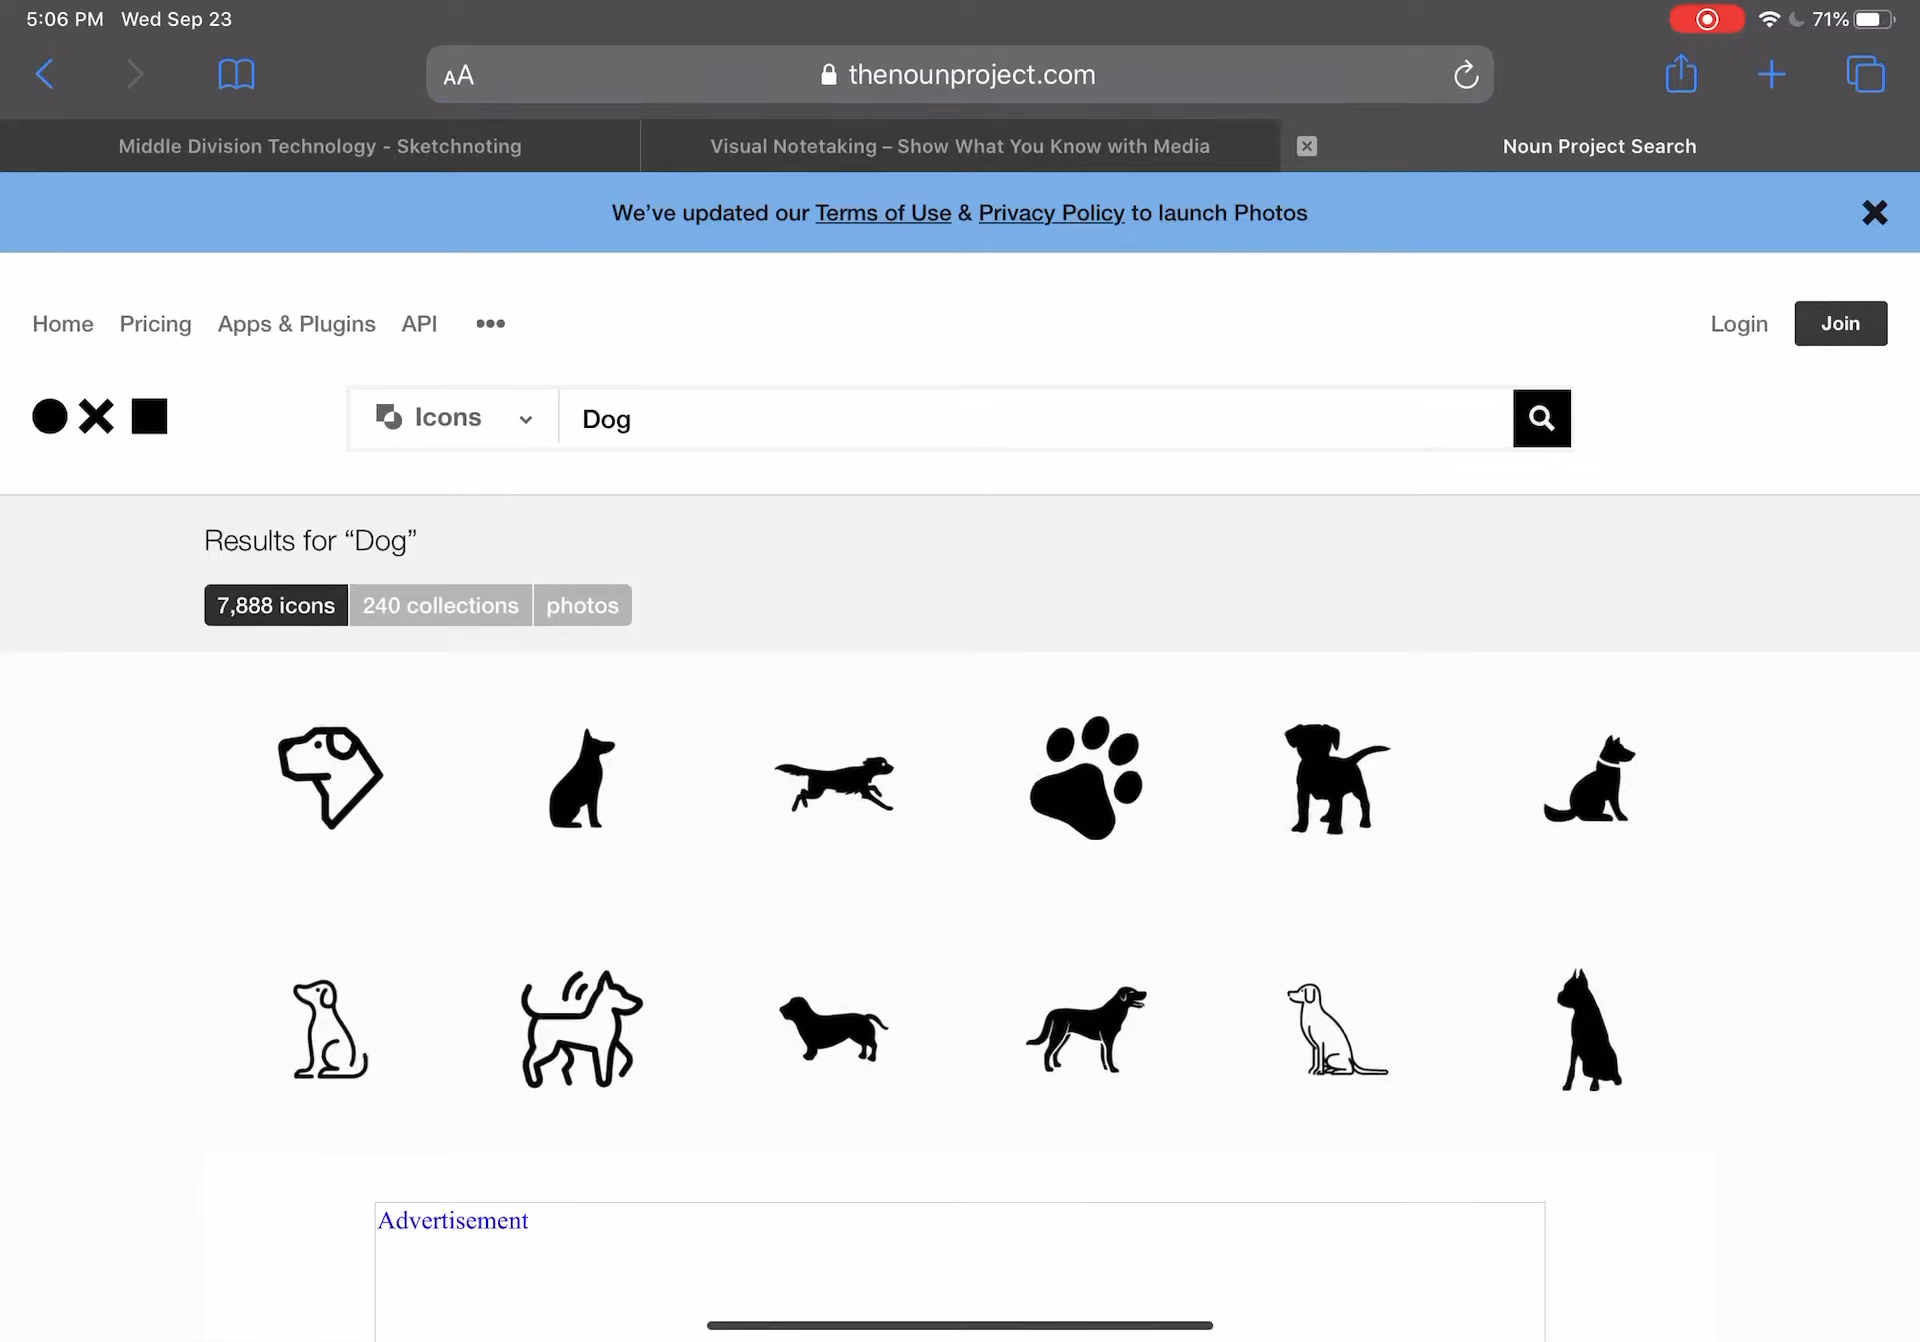 5:06 PM Wed Sep 23
71%
AA
thenounproject.com
Middle Division Technology - Sketchnoting
Visual Notetaking – Show What You Know with Media
Noun Project Search
We’ve updated our Terms of Use & Privacy Policy to launch Photos
Home Pricing Apps & Plugins API •••
Login Join
Icons
Dog
Results for “Dog”
7,888 icons 240 collections photos
Advertisement